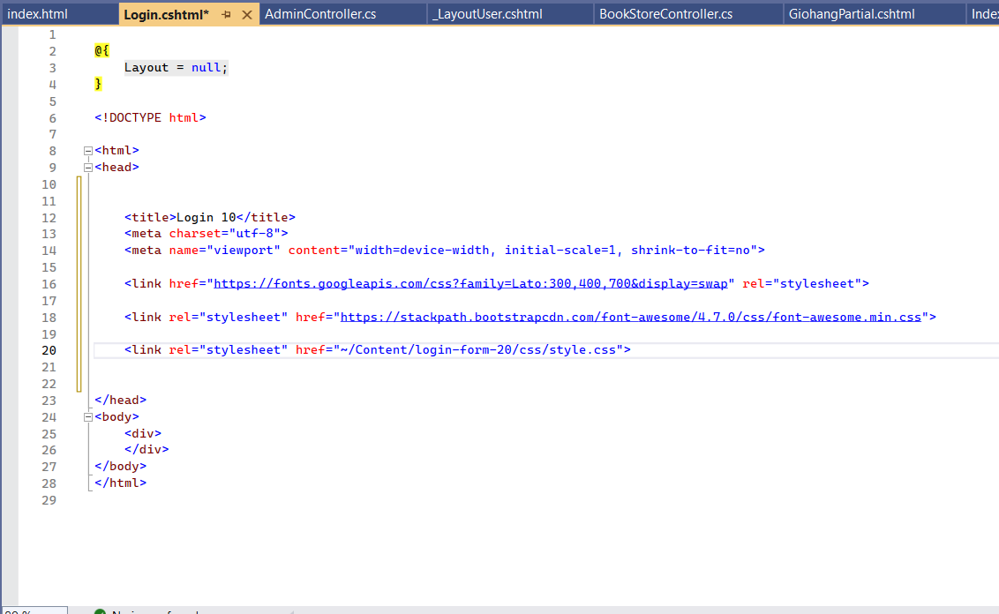 index.html Login.cshtml* AdminController.cs _LayoutUser.cshtml BookStoreController.cs GiohangPartial.cshtml
1
2 @{
3 Layout = null;
4 }
5
6 <!DOCTYPE html>
7
8 <html>
9 <head>
10
11
12 <title>Login 10</title>
13 <meta charset="utf-8">
14 <meta name="viewport" content="width=device-width, initial-scale=1, shrink-to-fit=no">
15
16 <link href="https://fonts.googleapis.com/css?family=Lato:300,400,700&display=swap" rel="stylesheet">
17
18 <link rel="stylesheet" href="https://stackpath.bootstrapcdn.com/font-awesome/4.7.0/css/font-awesome.min.css">
19
20 <link rel="stylesheet" href="~/Content/login-form-20/css/style.css">
21
22
23 </head>
24 <body>
25 <div>
26 </div>
27 </body>
28 </html>
29